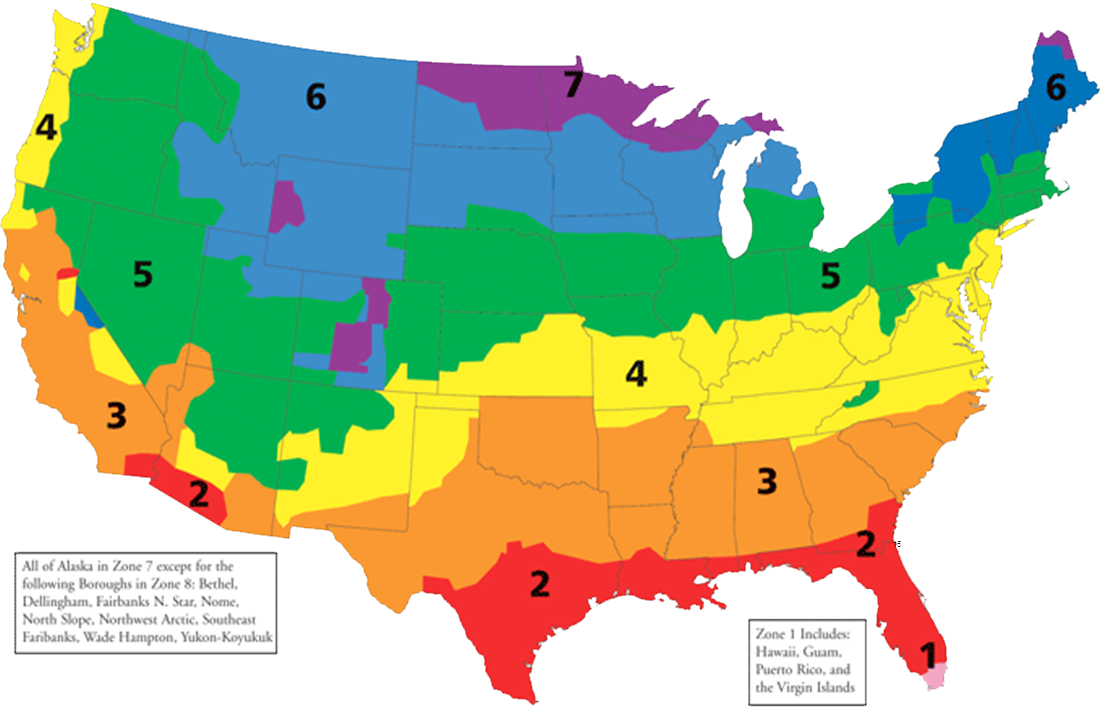 7
6
6
4
5
5
4
3
3
2
2
2
1
All of Alaska in Zone 7 except for the
following Boroughs in Zone 8: Bethel,
Dellingham, Fairbanks N. Star, Nome,
North Slope, Northwest Arctic, Southeast
Faribanks, Wade Hampton, Yukon-Koyukuk
Zone 1 Includes:
Hawaii, Guam,
Puerto Rico, and
the Virgin Islands